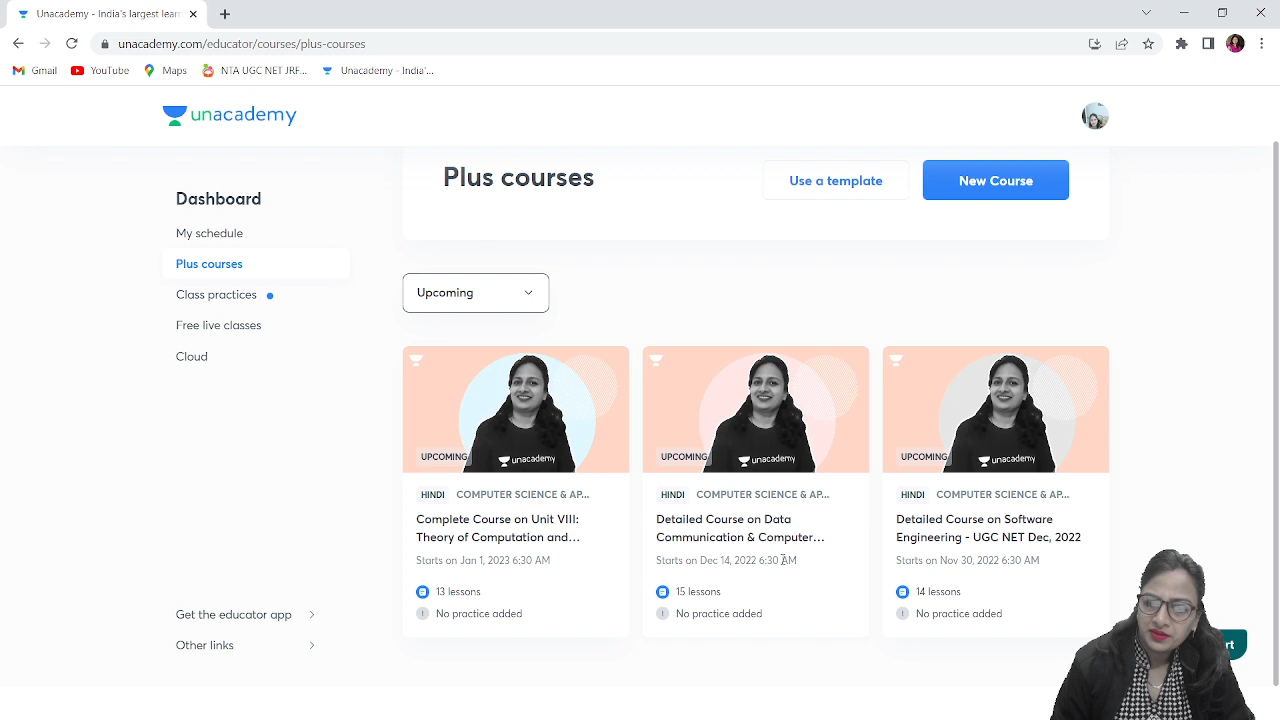 Unacademy - India's largest learn
unacademy.com/educator/courses/plus-courses
Gmail
YouTube
Maps
NTA UGC NET JRF...
Unacademy - India'...
unacademy
Plus courses
Use a template
New Course
Dashboard
My schedule
Plus courses
Class practices
Free live classes
Cloud
Get the educator app
Other links
Upcoming
UPCOMING
unacademy
HINDI COMPUTER SCIENCE & AP...
Complete Course on Unit VIII:
Theory of Computation and...
Starts on Jan 1, 2023 6:30 AM
13 lessons
No practice added
UPCOMING
unacademy
HINDI COMPUTER SCIENCE & AP...
Detailed Course on Data
Communication & Computer...
Starts on Dec 14, 2022 6:30 AM
15 lessons
No practice added
UPCOMING
unacademy
HINDI COMPUTER SCIENCE & AP...
Detailed Course on Software
Engineering - UGC NET Dec, 2022
Starts on Nov 30, 2022 6:30 AM
14 lessons
No practice added